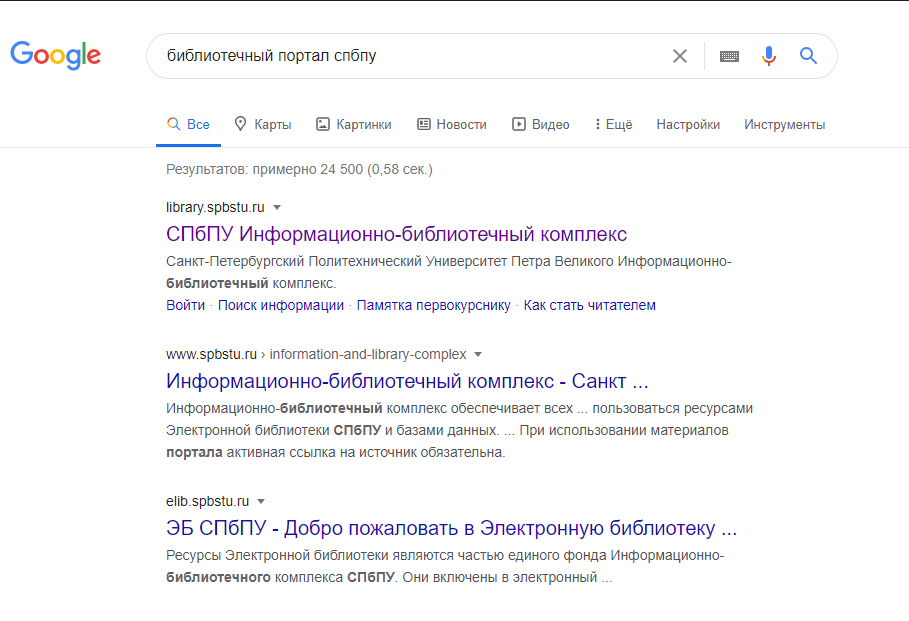 Google
библиотечный портал спбпу
Все Карты Картинки Новости Видео Ещё Настройки Инструменты
Результатов: примерно 24 500 (0,58 сек.)
library.spbstu.ru
СПбПУ Информационно-библиотечный комплекс
Санкт-Петербургский Политехнический Университет Петра Великого Информационно-
библиотечный комплекс.
Войти · Поиск информации · Памятка первокурснику · Как стать читателем
www.spbstu.ru › information-and-library-complex
Информационно-библиотечный комплекс - Санкт ...
Информационно-библиотечный комплекс обеспечивает всех ... пользоваться ресурсами
Электронной библиотеки СПбПУ и базами данных. ... При использовании материалов
портала активная ссылка на источник обязательна.
elib.spbstu.ru
ЭБ СПбПУ - Добро пожаловать в Электронную библиотеку ...
Ресурсы Электронной библиотеки являются частью единого фонда Информационно-
библиотечного комплекса СПбПУ. Они включены в электронный ...